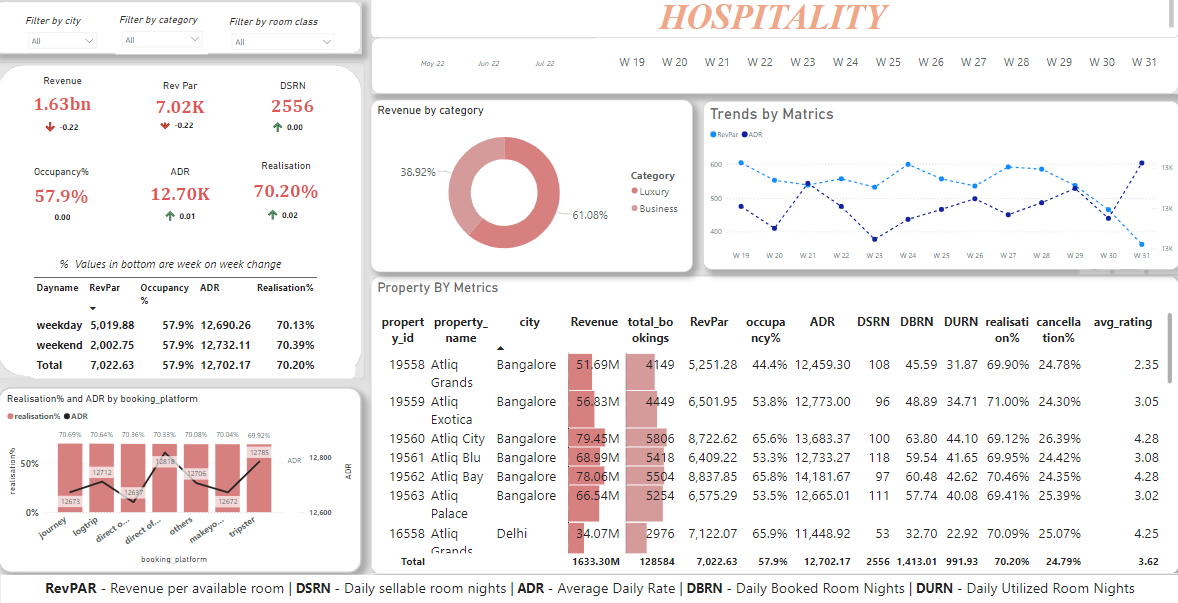 Filter by city
Filter by category
Filter by room class
All
All
All
HOSPITALITY
May 22 Jun 22 Jul 22
W 19 W 20 W 21 W 22 W 23 W 24 W 25 W 26 W 27 W 28 W 29 W 30 W 31
Revenue
1.63bn
-0.22
Rev Par
7.02K
-0.22
DSRN
2556
0.00
Occupancy%
57.9%
0.00
ADR
12.70K
0.01
Realisation
70.20%
0.02
% Values in bottom are week on week change
Dayname RevPar Occupancy % ADR Realisation%
weekday 5,019.88 57.9% 12,690.26 70.13%
weekend 2,002.75 57.9% 12,732.11 70.39%
Total 7,022.63 57.9% 12,702.17 70.20%
Revenue by category
38.92%
61.08%
Category
Luxury
Business
Trends by Matrics
RevPar ADR
600
500
400
13K
13K
13K
W 19 W 20 W 21 W 22 W 23 W 24 W 25 W 26 W 27 W 28 W 29 W 30 W 31
Realisation% and ADR by booking_platform
realisation% ADR
70.69% 70.64% 70.36% 70.33% 70.08% 70.04% 69.92%
12673 12712 12637 12818 12706 12672 12785
realisation%
50%
0%
ADR
12,800
12,600
ADR
journey logtrip direct o... direct of... others makeyo... tripster
booking_platform
Property BY Metrics
property_id property_name city Revenue total_bookings RevPar occupancy% ADR DSRN DBRN DURN realisation% cancellation% avg_rating
19558 Atliq Grands Bangalore 51.69M 4149 5,251.28 44.4% 12,459.30 108 45.59 31.87 69.90% 24.78% 2.35
19559 Atliq Exotica Bangalore 56.83M 4449 6,501.95 53.8% 12,773.00 96 48.89 34.71 71.00% 24.30% 3.05
19560 Atliq City Bangalore 79.45M 5806 8,722.62 65.6% 13,683.37 100 63.80 44.10 69.12% 26.39% 4.28
19561 Atliq Blu Bangalore 68.99M 5418 6,409.22 53.3% 12,733.27 118 59.54 41.65 69.95% 24.42% 3.08
19562 Atliq Bay Bangalore 78.06M 5504 8,837.85 65.8% 14,181.67 97 60.48 42.62 70.46% 24.35% 4.28
19563 Atliq Palace Bangalore 66.54M 5254 6,575.29 53.5% 12,665.01 111 57.74 40.08 69.41% 25.39% 3.02
16558 Atliq Grands Delhi 34.07M 2976 7,122.07 65.9% 11,448.92 53 32.70 22.92 70.09% 25.07% 4.25
Total 1633.30M 128584 7,022.63 57.9% 12,702.17 2556 1,413.01 991.93 70.20% 24.79% 3.62
RevPAR - Revenue per available room | DSRN - Daily sellable room nights | ADR - Average Daily Rate | DBRN - Daily Booked Room Nights | DURN - Daily Utilized Room Nights